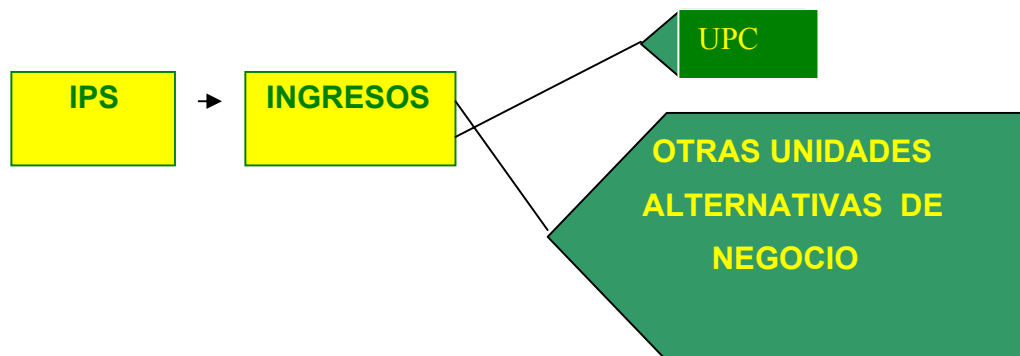 UPC
IPS
INGRESOS
OTRAS UNIDADES
ALTERNATIVAS DE
NEGOCIO